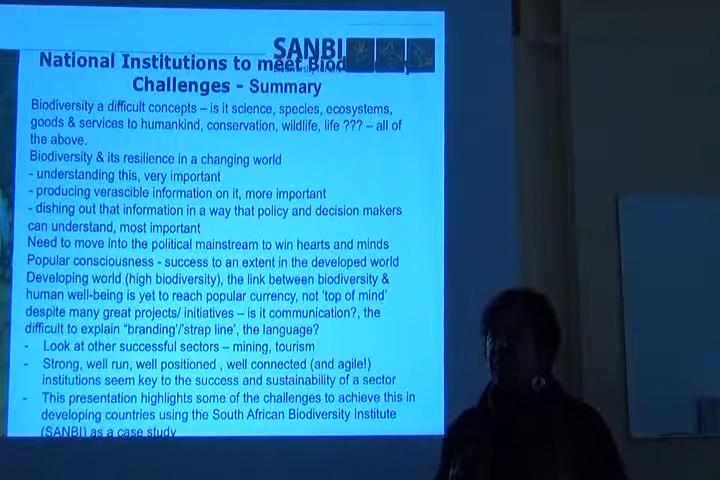 SANBI
National Institutions to meet Biod
Challenges - Summary
Biodiversity a difficult concepts – is it science, species, ecosystems,
goods & services to humankind, conservation, wildlife, life ??? – all of
the above.
Biodiversity & its resilience in a changing world
- understanding this, very important
- producing verascible information on it, more important
- dishing out that information in a way that policy and decision makers
can understand, most important
Need to move into the political mainstream to win hearts and minds
Popular consciousness - success to an extent in the developed world
Developing world (high biodiversity), the link between biodiversity &
human well-being is yet to reach popular currency, not 'top of mind'
despite many great projects/ initiatives – is it communication?, the
difficult to explain "branding'/'strap line', the language?
- Look at other successful sectors – mining, tourism
- Strong, well run, well positioned , well connected (and agile!)
institutions seem key to the success and sustainability of a sector
- This presentation highlights some of the challenges to achieve this in
developing countries using the South African Biodiversity Institute
(SANBI) as a case study